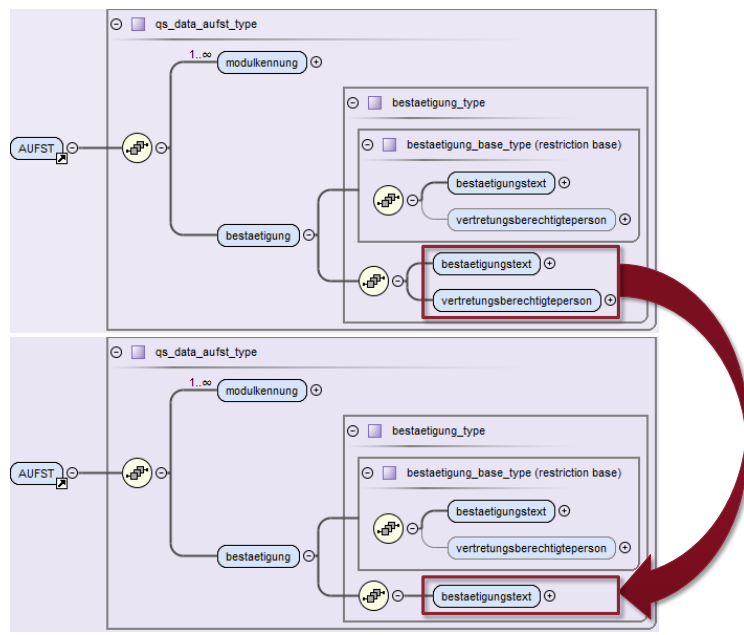 qs_data_aufst_type
1..∞
modulkennung
bestaetigung_type
bestaetigung_base_type (restriction base)
AUFST
bestaetigungstext
vertretungsberechtigteperson
bestaetigung
bestaetigungstext
vertretungsberechtigteperson
qs_data_aufst_type
1..∞
modulkennung
bestaetigung_type
bestaetigung_base_type (restriction base)
AUFST
bestaetigungstext
vertretungsberechtigteperson
bestaetigung
bestaetigungstext